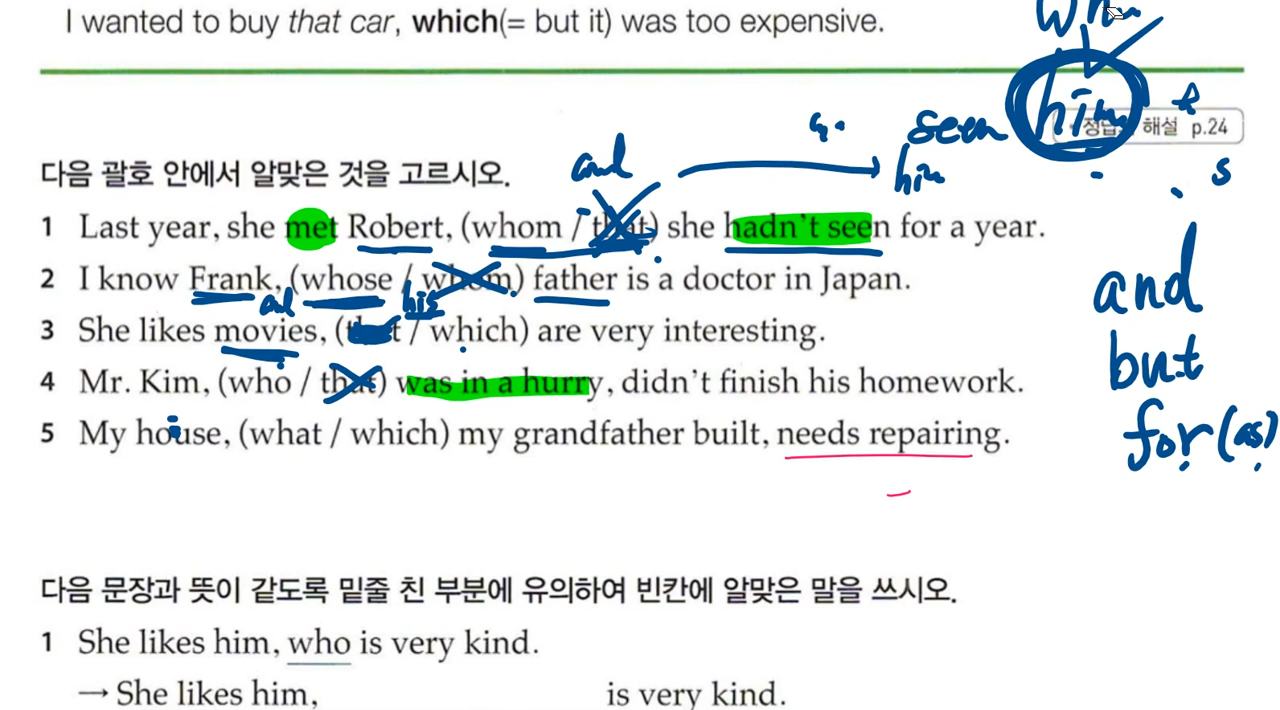 I wanted to buy that car, which(= but it) was too expensive.
him
정답 해설 p.24
seen
him
and
s
다음 괄호 안에서 알맞은 것을 고르시오.
1 Last year, she met Robert, (whom / that) she hadn't seen for a year.
2 I know Frank, (whose / whom) father is a doctor in Japan.
and his
3 She likes movies, (that / which) are very interesting.
4 Mr. Kim, (who / that) was in a hurry, didn't finish his homework.
5 My house, (what / which) my grandfather built, needs repairing.
and
but
for(as)
다음 문장과 뜻이 같도록 밑줄 친 부분에 유의하여 빈칸에 알맞은 말을 쓰시오.
1 She likes him, who is very kind.
→ She likes him, is very kind.